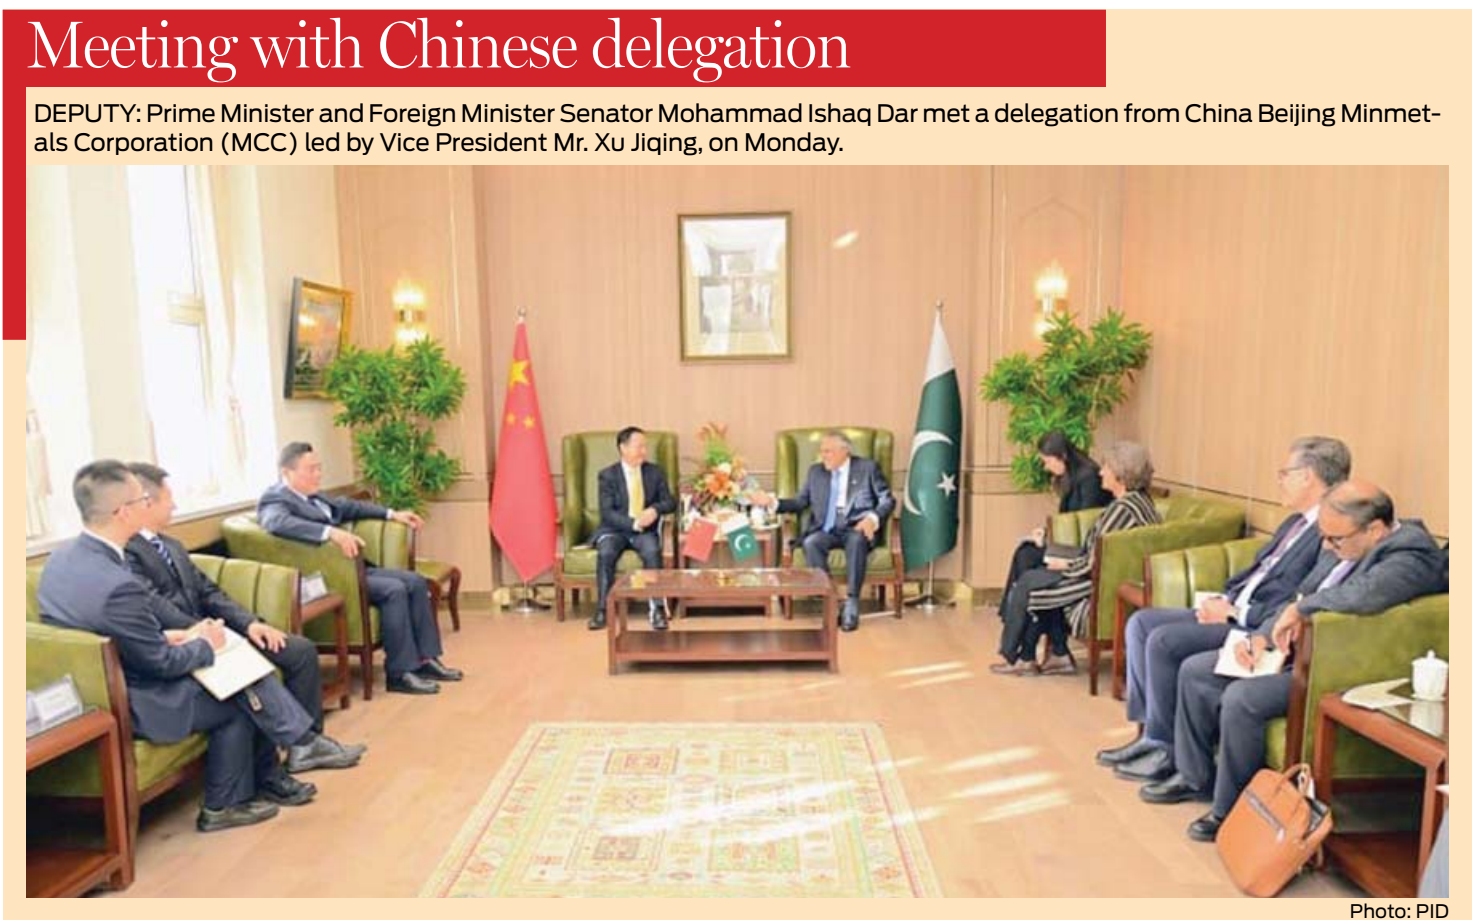 Meeting with Chinese delegation
DEPUTY: Prime Minister and Foreign Minister Senator Mohammad Ishaq Dar met a delegation from China Beijing Minmet-
als Corporation (MCC) led by Vice President Mr. Xu Jiqing, on Monday.
Photo: PID